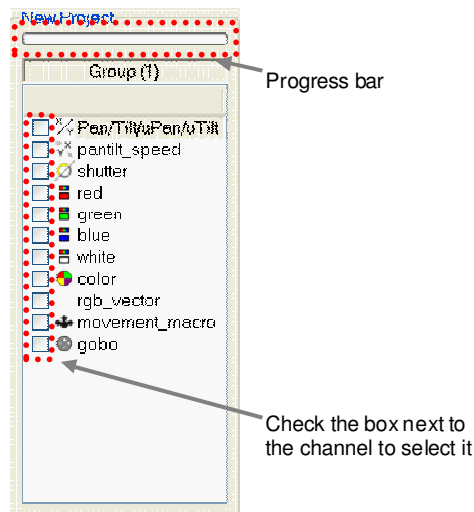 New Project
Group (1)
Progress bar
Pan/Tilt/uPan/uTilt
pantilt_speed
shutter
red
green
blue
white
color
rgb_vector
movement_macro
gobo
Check the box next to
the channel to select it